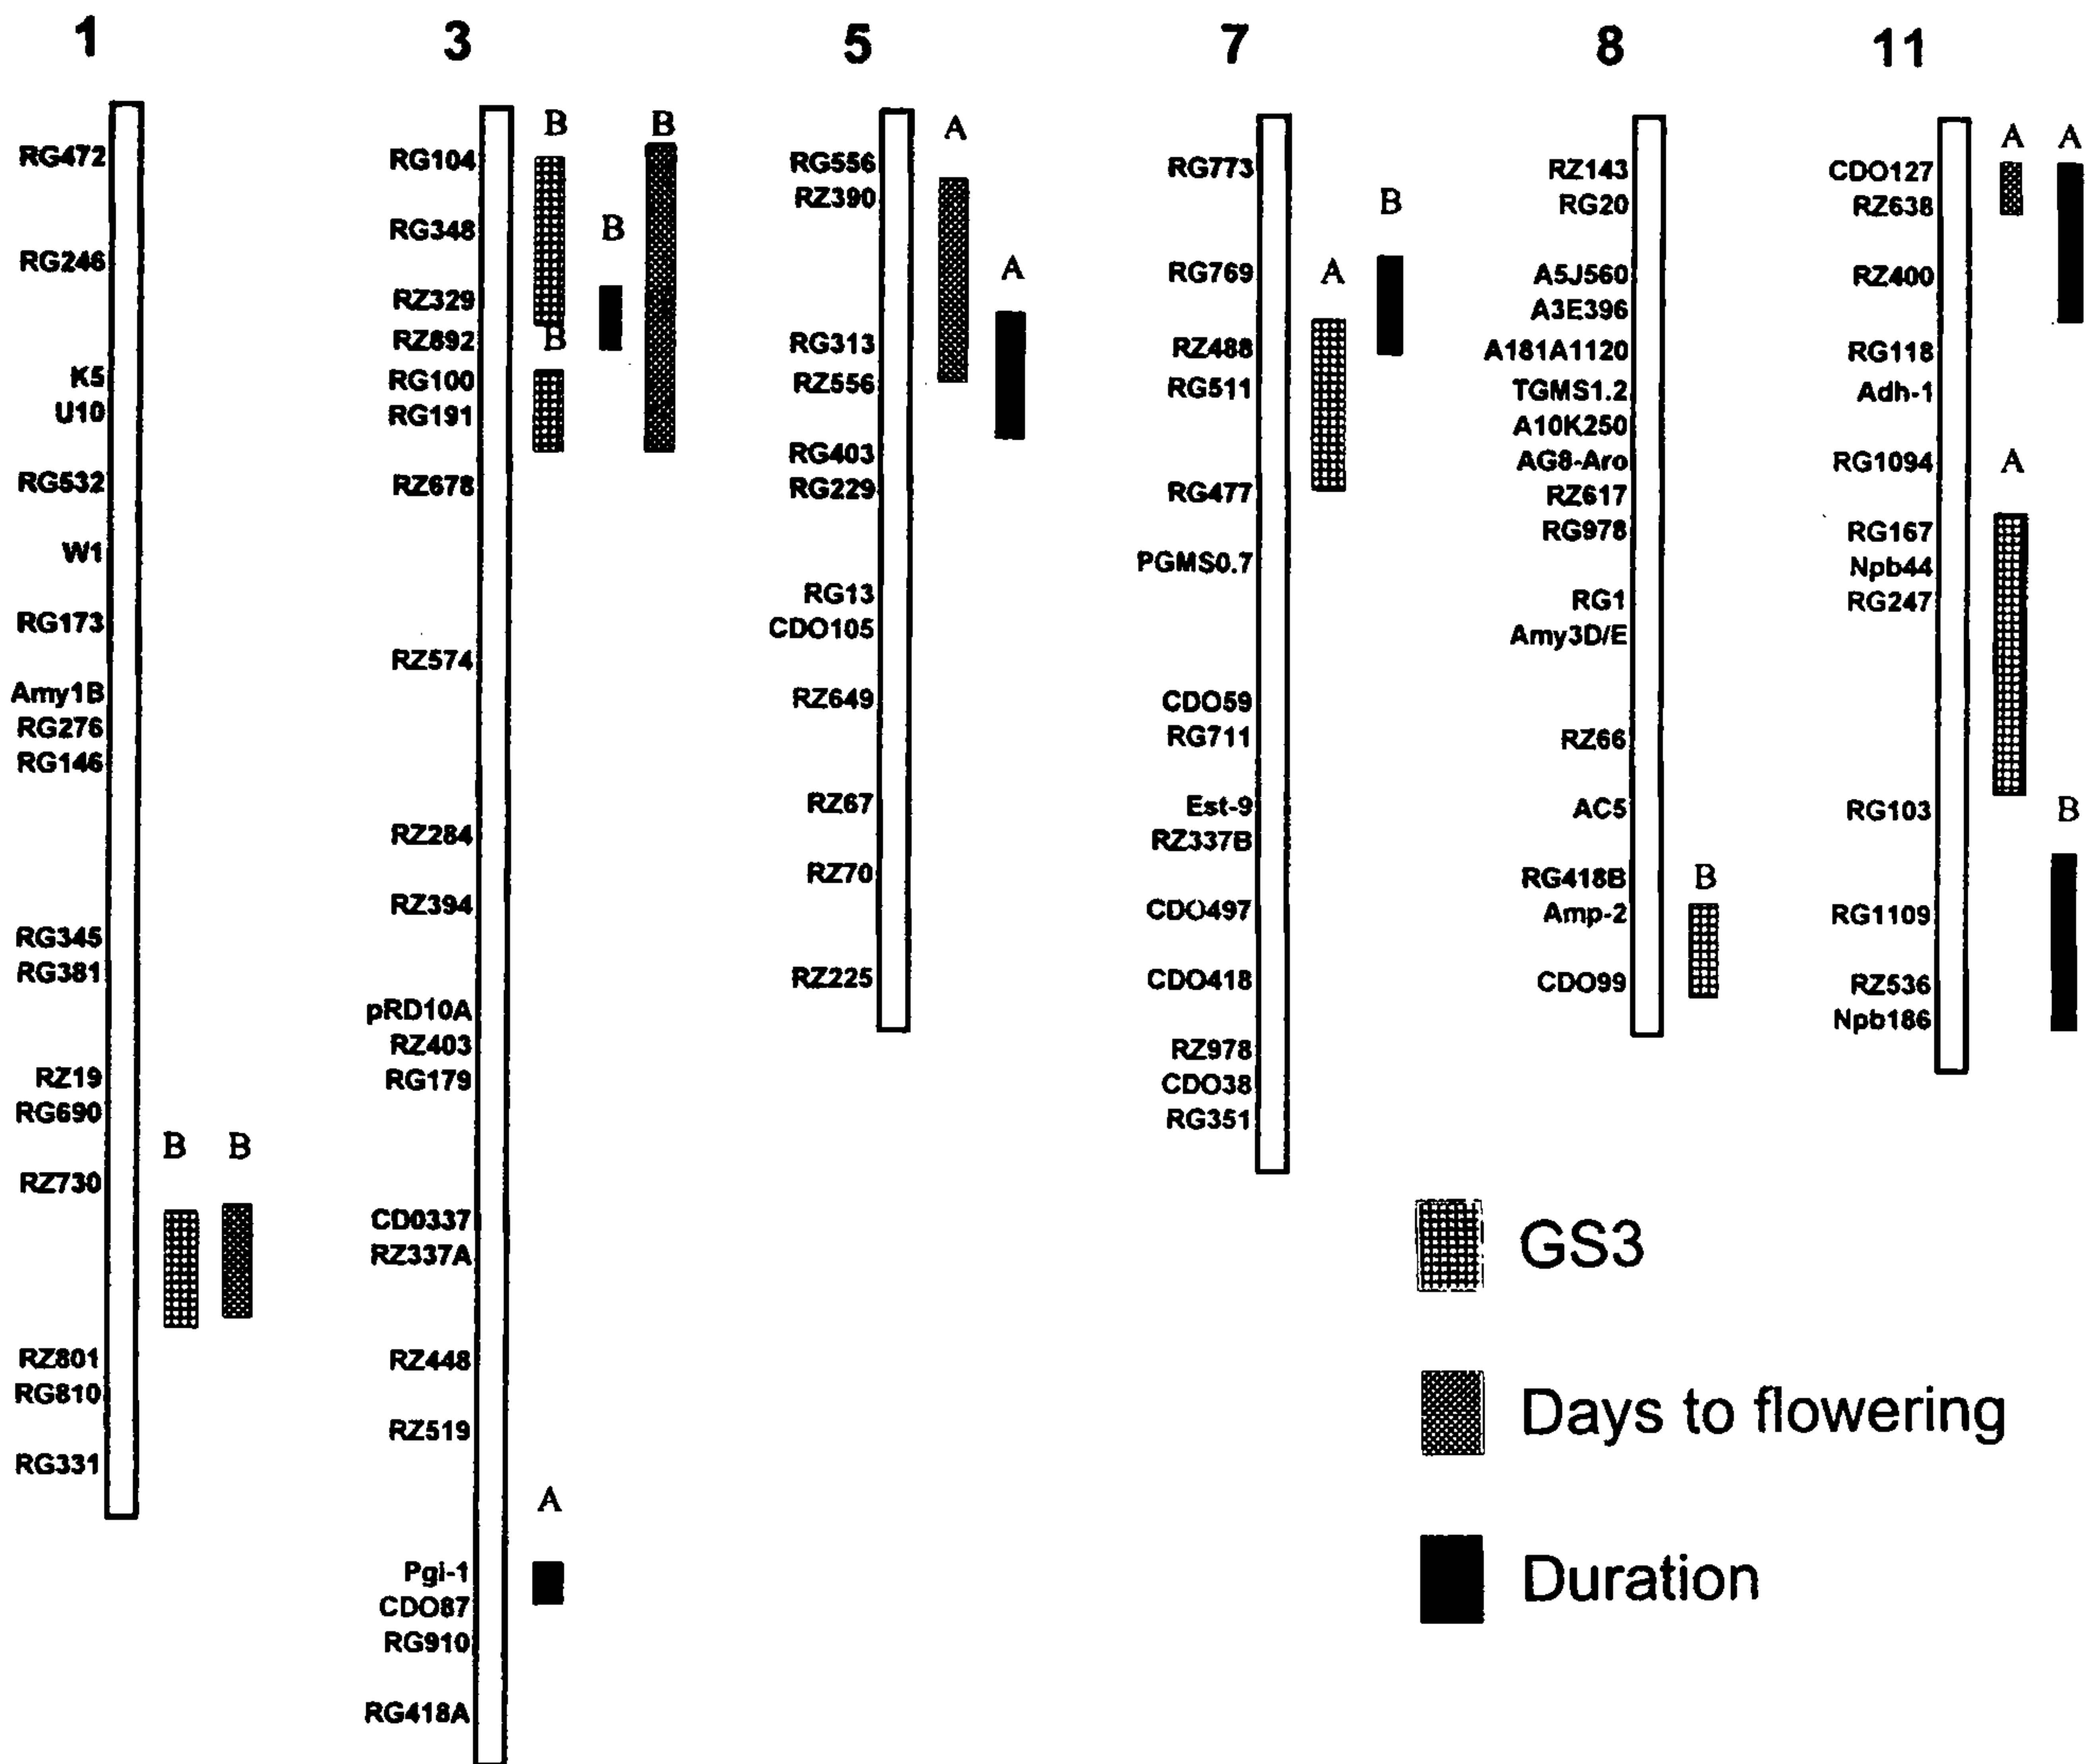 1
RG472
RG246
K5
U10
RG532
W1
RG173
Amy1B
RG276
RG146
RG345
RG381
RZ19
RG690
B B
RZ730
RZ801
RG810
RG331
3
B B
RG104
RG348
B
RZ329
RZ892
B
RG100
RG191
RZ678
RZ574
RZ284
RZ394
pRD10A
RZ403
RG179
CD0337
RZ337A
RZ448
RZ519
A
Pgi-1
CDO87
RG910
RG418A
5
A
RG556
RZ390
A
RG313
RZ556
RG403
RG229
RG13
CDO105
RZ649
RZ67
RZ70
RZ225
7
RG773
B
RG769
A
RZ488
RG511
RG477
PGMS0.7
CDO59
RG711
Est-9
RZ337B
CDO497
CDO418
RZ978
CDO38
RG351
8
RZ143
RG20
A5J560
A3E396
A181A1120
TGMS1.2
A10K250
AG8-Aro
RZ617
RG978
RG1
Amy3D/E
RZ66
AC5
RG418B
B
Amp-2
CDO99
11
A A
CDO127
RZ638
RZ400
RG118
Adh-1
RG1094
A
RG167
Npb44
RG247
RG103
B
RG1109
RZ536
Npb186
GS3
Days to flowering
Duration